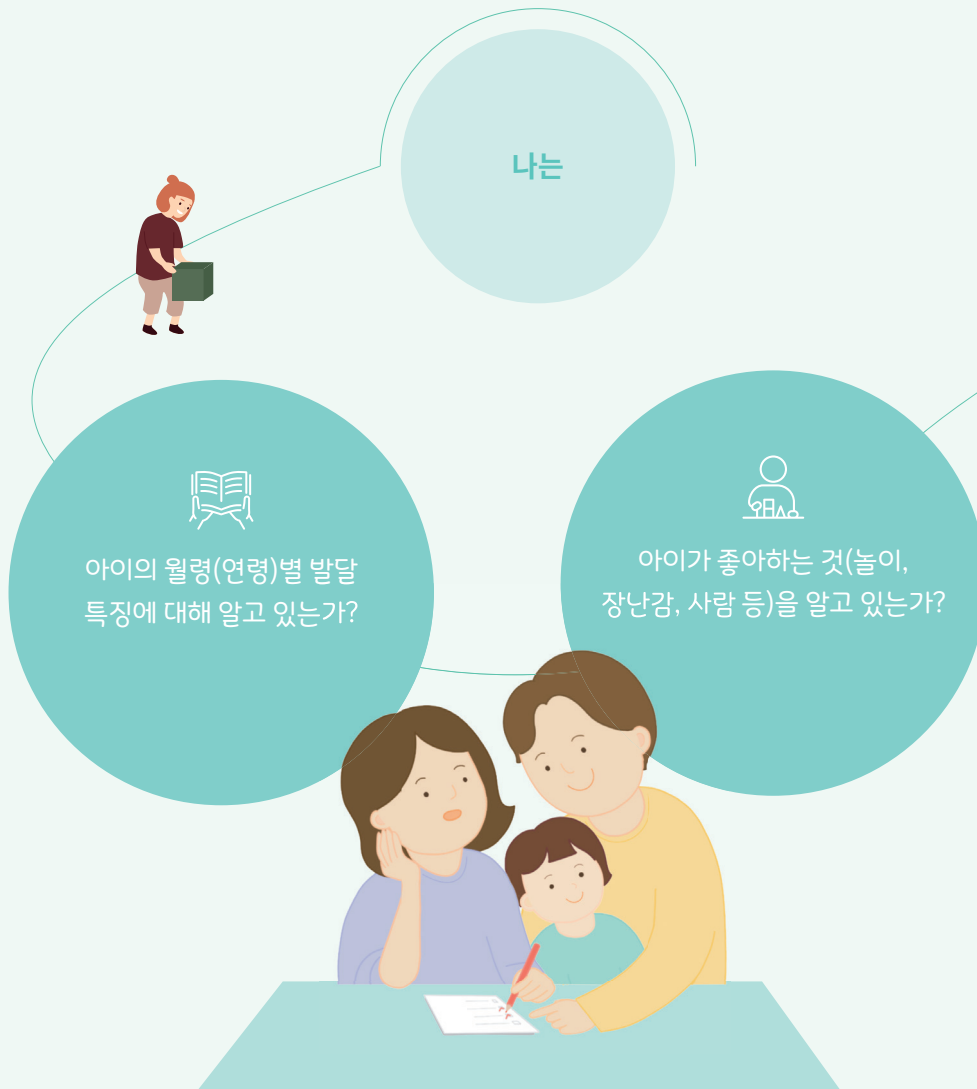 나는
아이의 월령(연령)별 발달
특징에 대해 알고 있는가?
아이가 좋아하는 것(놀이,
장난감, 사람 등)을 알고 있는가?